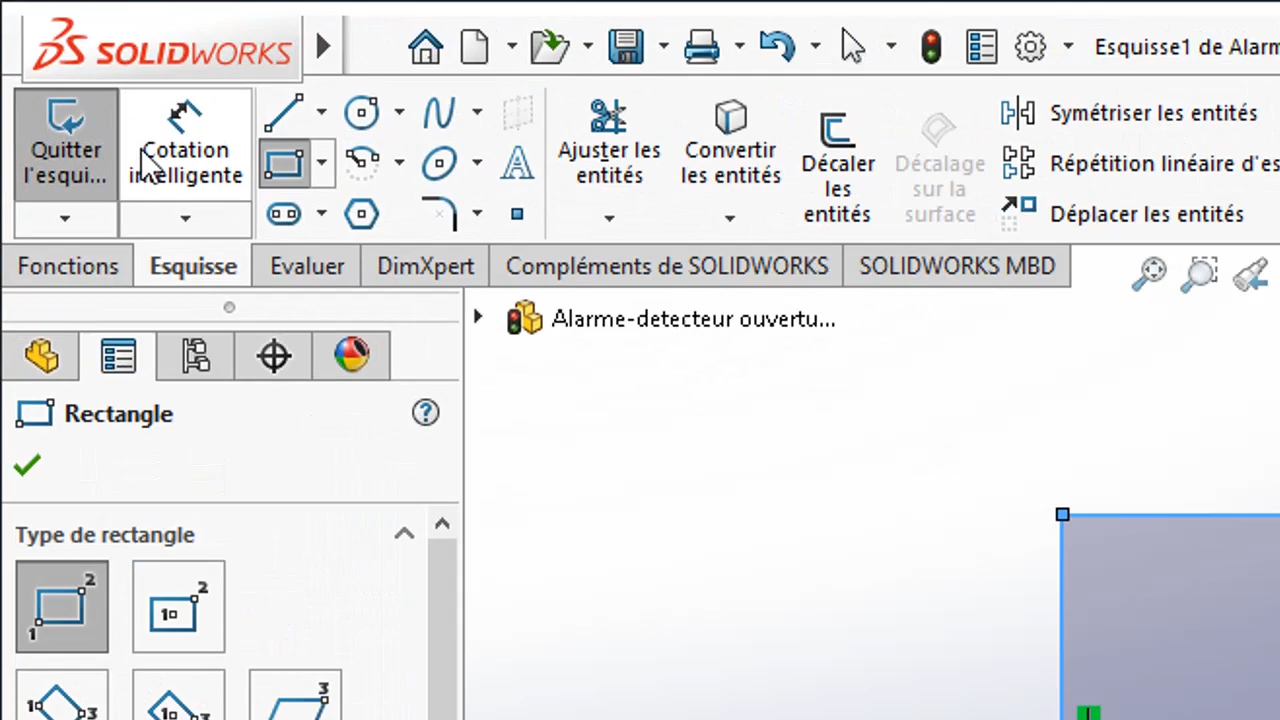 SOLIDWORKS
Esquisse1 de Alarm
Quitter
l'esqui...
Cotation
intelligente
Ajuster les
entités
Convertir
les entités
Décaler
les
entités
Décalage
sur la
surface
Symétriser les entités
Répétition linéaire d'es
Déplacer les entités
Fonctions
Esquisse
Evaluer
DimXpert
Compléments de SOLIDWORKS
SOLIDWORKS MBD
Alarme-detecteur ouvertu...
Rectangle
Type de rectangle